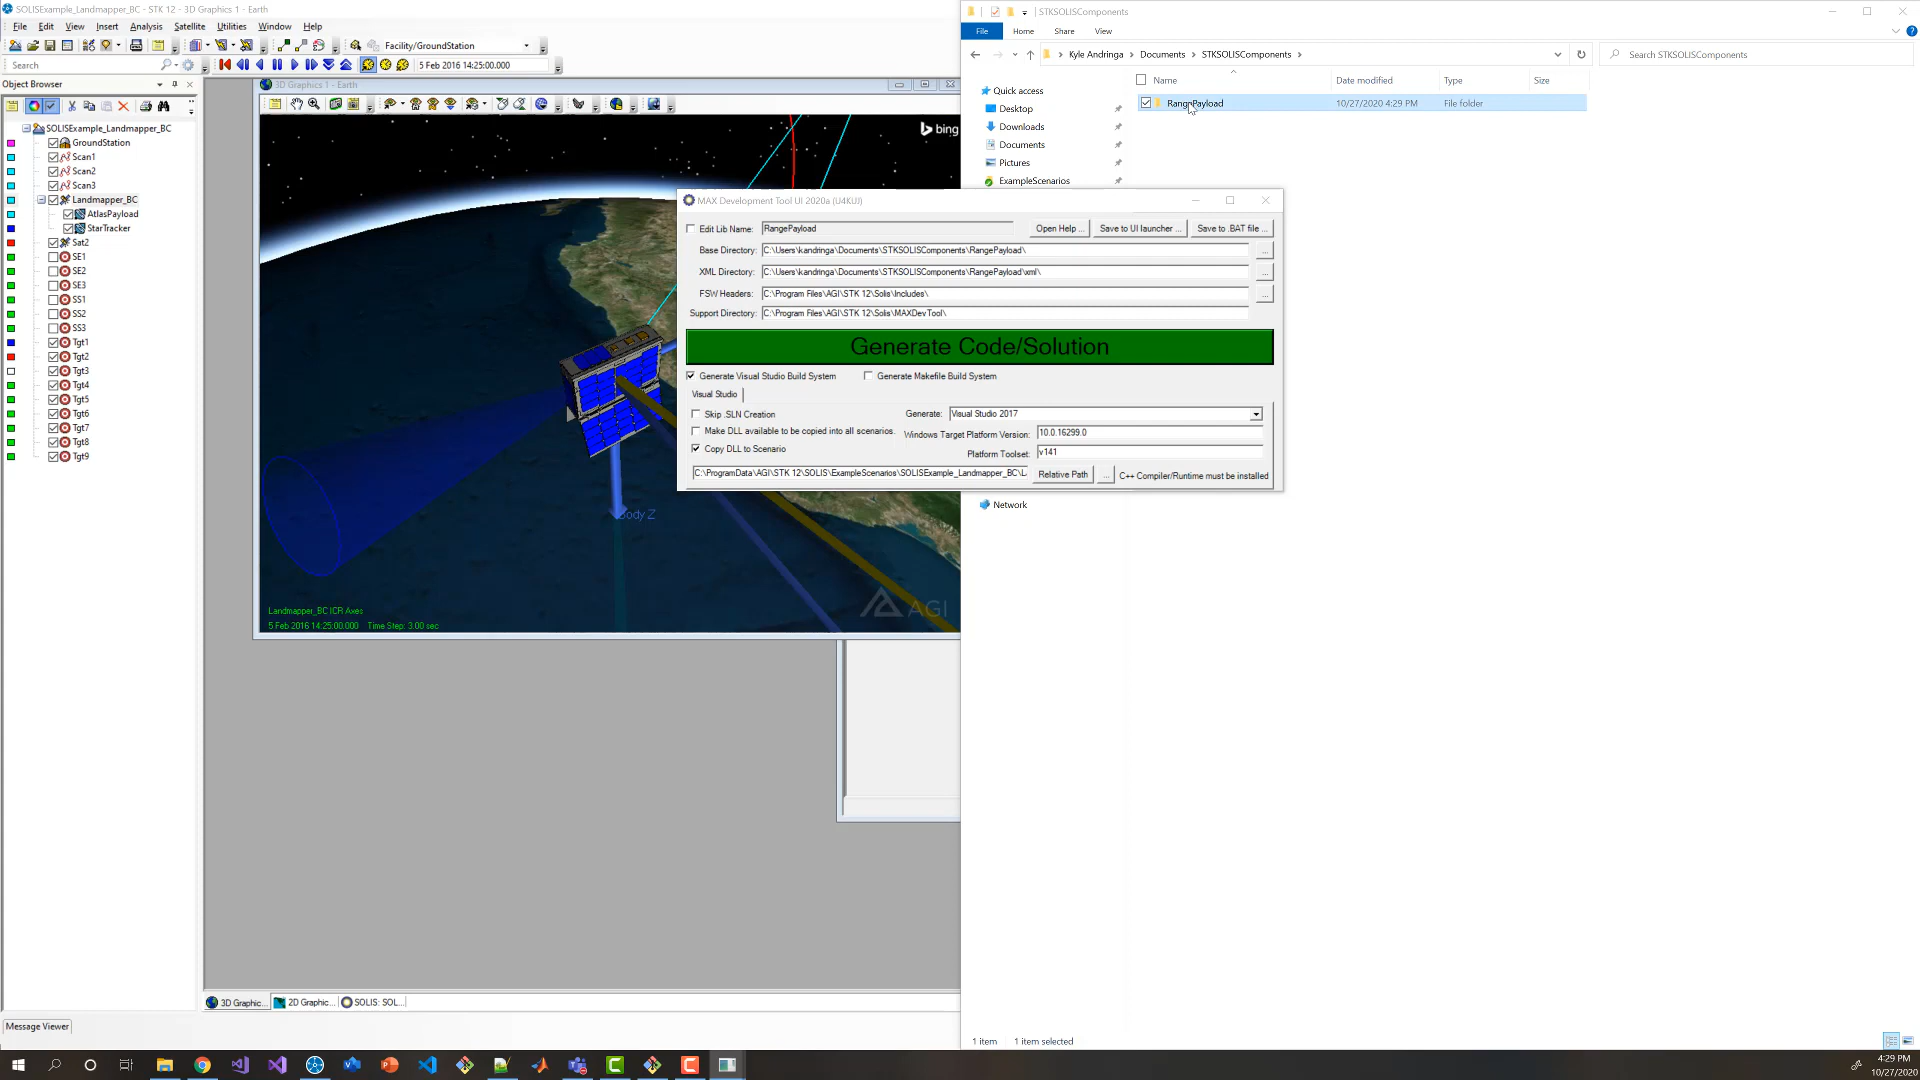 SOLISExample_Landmapper_BC - STK 12 - 3D Graphics 1 - Earth
File Edit View Insert Analysis Satellite Utilities Window Help
Facility/GroundStation
Search
5 Feb 2016 14:25:00.000
Object Browser
SOLISExample_Landmapper_BC
GroundStation
Scan1
Scan2
Scan3
Landmapper_BC
AtlasPayload
StarTracker
Sat2
SE1
SE2
SE3
SS1
SS2
SS3
Tgt1
Tgt2
Tgt3
Tgt4
Tgt5
Tgt6
Tgt7
Tgt8
Tgt9
Message Viewer
3D Graphics 1 - Earth
bing
Body Z
AGI
Landmapper_BC ICR Axes
5 Feb 2016 14:25:00.000 Time Step: 3.00 sec
3D Graphic...
2D Graphic...
SOLIS: SOL...
STKSOLISComponents
File Home Share View
Kyle Andringa Documents STKSOLISComponents
Search STKSOLISComponents
Name Date modified Type Size
RangePayload 10/27/2020 4:29 PM File folder
Quick access
Desktop
Downloads
Documents
Pictures
ExampleScenarios
Network
1 item 1 item selected
MAX Development Tool UI 2020a (U4KUJ)
Edit Lib Name: RangePayload Open Help ... Save to UI launcher ... Save to .BAT file ...
Base Directory: C:\Users\kandringa\Documents\STKSOLISComponents\RangePayload\ ...
XML Directory: C:\Users\kandringa\Documents\STKSOLISComponents\RangePayload\xml\ ...
FSW Headers: C:\Program Files\AGI\STK 12\Solis\Includes\ ...
Support Directory: C:\Program Files\AGI\STK 12\Solis\MAXDevTool\
Generate Code/Solution
Generate Visual Studio Build System Generate Makefile Build System
Visual Studio
Skip .SLN Creation Generate: Visual Studio 2017
Make DLL available to be copied into all scenarios. Windows Target Platform Version: 10.0.16299.0
Copy DLL to Scenario Platform Toolset: v141
C:\ProgramData\AGI\STK 12\SOLIS\ExampleScenarios\SOLISExample_Landmapper_BC\L Relative Path ... C++ Compiler/Runtime must be installed
4:29 PM
10/27/2020